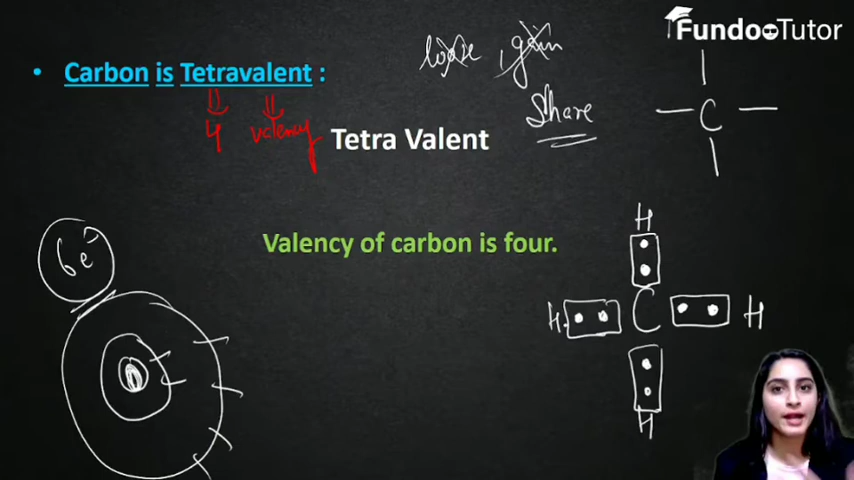 FundooTutor
lose, gain
• Carbon is Tetravalent :
4 valency
Tetra Valent
Share
C
Valency of carbon is four.
6e⁻
H
H C H
H